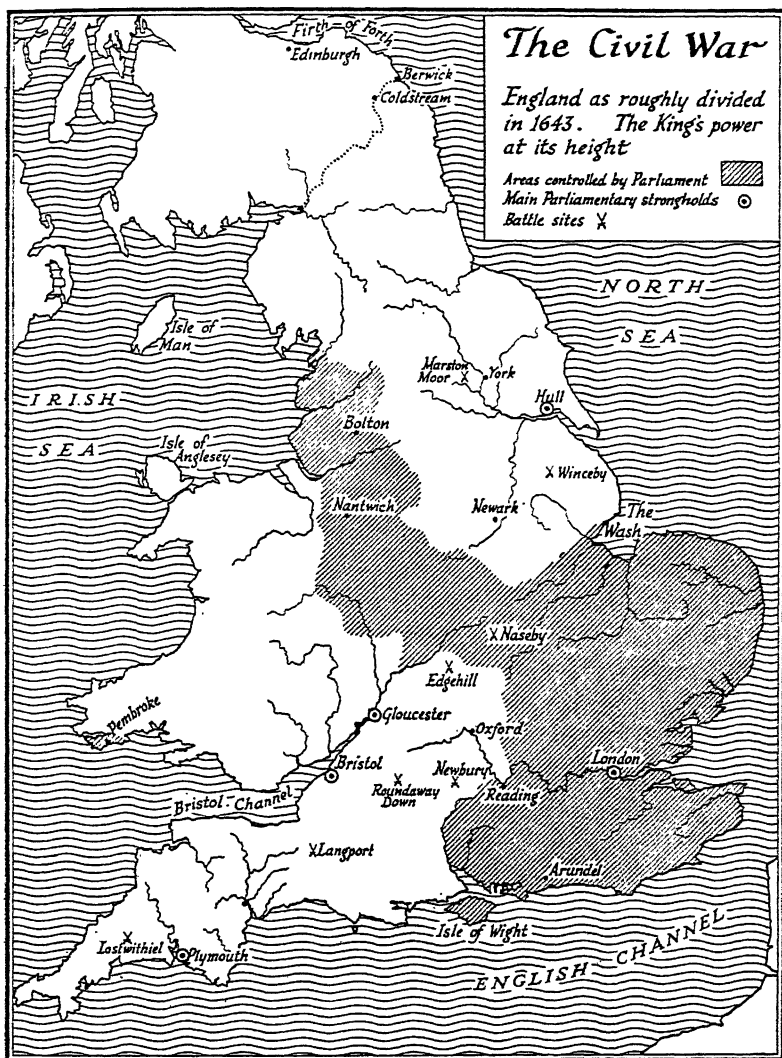 The Civil War
England as roughly divided
in 1643. The King's power
at its height
Areas controlled by Parliament
Main Parliamentary strongholds
Battle sites
Firth of Forth
Edinburgh
Berwick
Coldstream
NORTH
SEA
Isle of
Man
Marston
Moor
York
Hull
IRISH
SEA
Bolton
Isle of
Anglesey
Winceby
Nantwich
Newark
The
Wash
Naseby
Edgehill
Pembroke
Gloucester
Oxford
London
Bristol
Newbury
Reading
Roundaway
Down
Bristol Channel
Langport
Arundel
Isle of Wight
Lostwithiel
Plymouth
ENGLISH CHANNEL